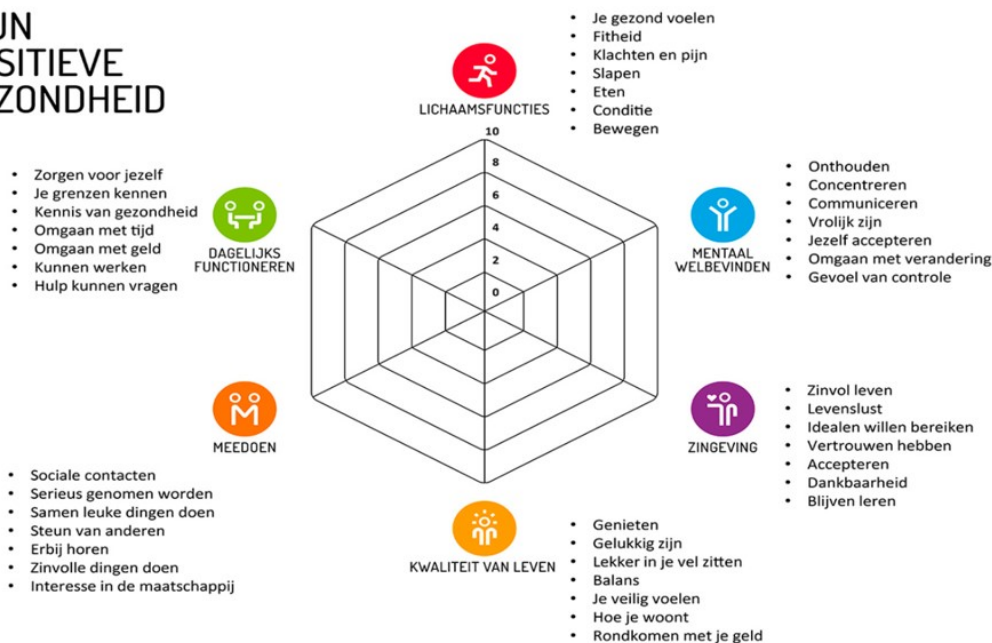 JN
SITIEVE
ZONDHEID
• Je gezond voelen
• Fitheid
• Klachten en pijn
• Slapen
• Eten
• Conditie
• Bewegen
LICHAAMSFUNCTIES
10
8
6
4
2
0
• Zorgen voor jezelf
• Je grenzen kennen
• Kennis van gezondheid
• Omgaan met tijd
• Omgaan met geld
• Kunnen werken
• Hulp kunnen vragen
DAGELIJKS
FUNCTIONEREN
• Onthouden
• Concentreren
• Communiceren
• Vrolijk zijn
• Jezelf accepteren
• Omgaan met verandering
• Gevoel van controle
MENTAAL
WELBEVINDEN
MEEDOEN
• Sociale contacten
• Serieus genomen worden
• Samen leuke dingen doen
• Steun van anderen
• Erbij horen
• Zinvolle dingen doen
• Interesse in de maatschappij
ZINGEVING
• Zinvol leven
• Levenslust
• Idealen willen bereiken
• Vertrouwen hebben
• Accepteren
• Dankbaarheid
• Blijven leren
KWALITEIT VAN LEVEN
• Genieten
• Gelukkig zijn
• Lekker in je vel zitten
• Balans
• Je veilig voelen
• Hoe je woont
• Rondkomen met je geld